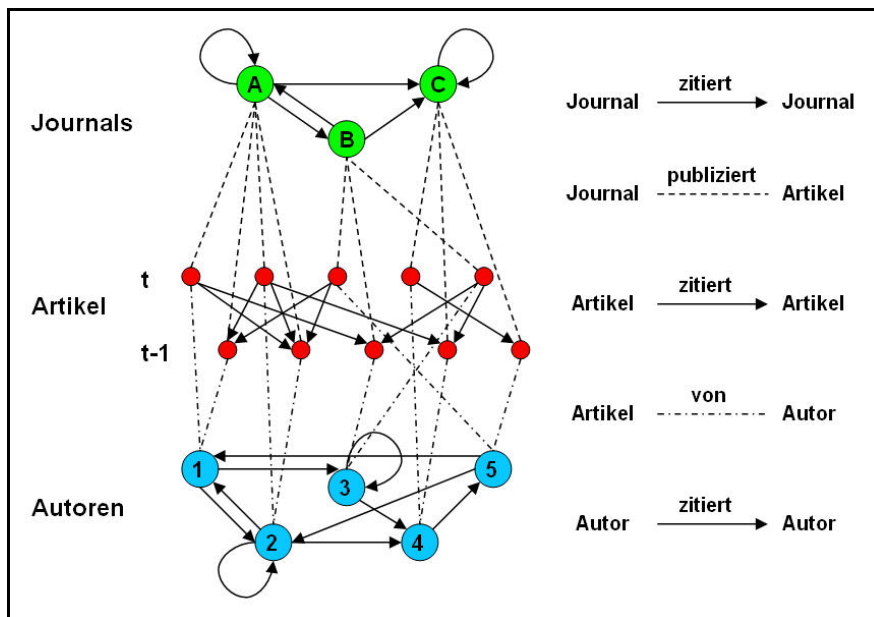 A
C
B
Journals
zitiert
Journal
Journal
publiziert
Journal
Artikel
t
Artikel
t-1
zitiert
Artikel
Artikel
von
Artikel
Autor
1
3
5
Autoren
2
4
zitiert
Autor
Autor